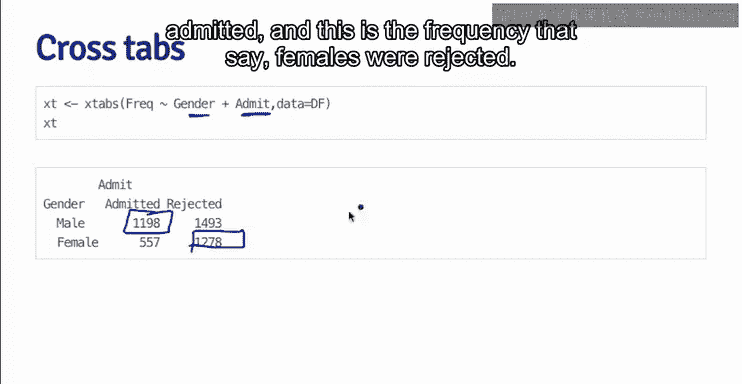 admitted, and this is the frequency that
say, females were rejected.
Cross tabs
xt <- xtabs(Freq ~ Gender + Admit,data=DF)
xt
Admit
Gender Admitted Rejected
Male 1198 1493
Female 557 1278